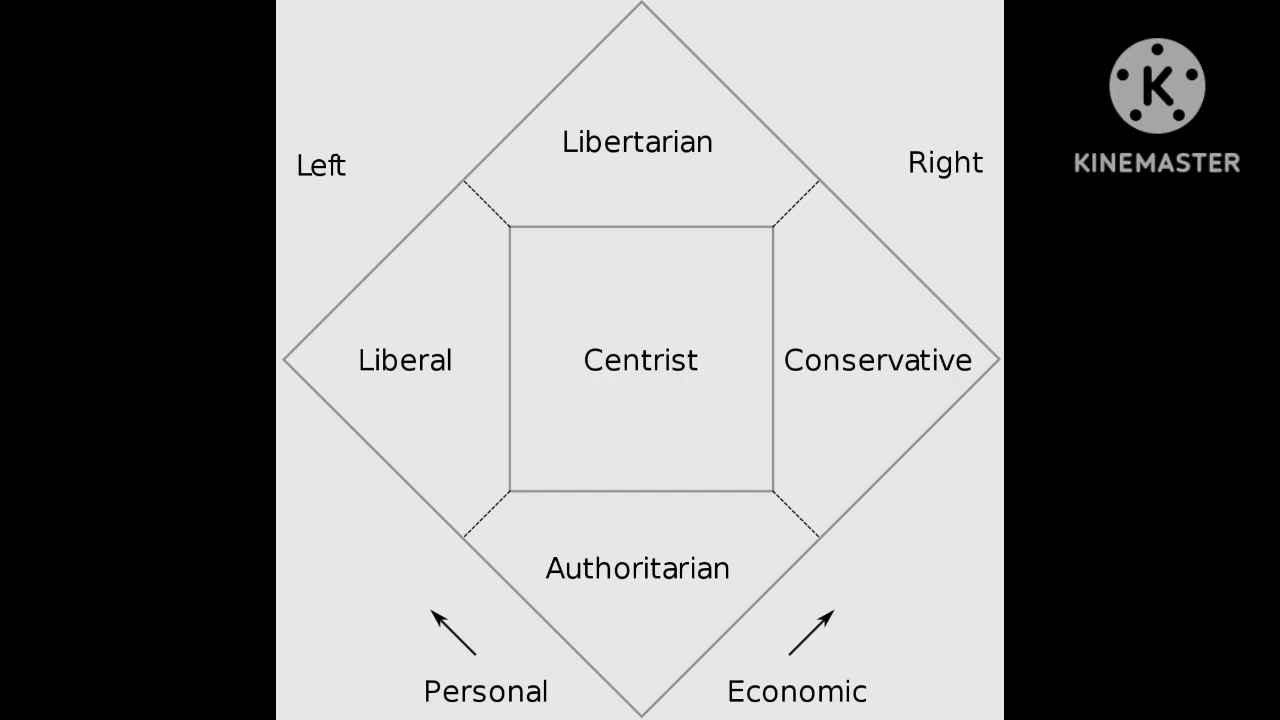 Libertarian
Left
Right
K
KINEMASTER
Liberal
Centrist
Conservative
Authoritarian
Personal
Economic